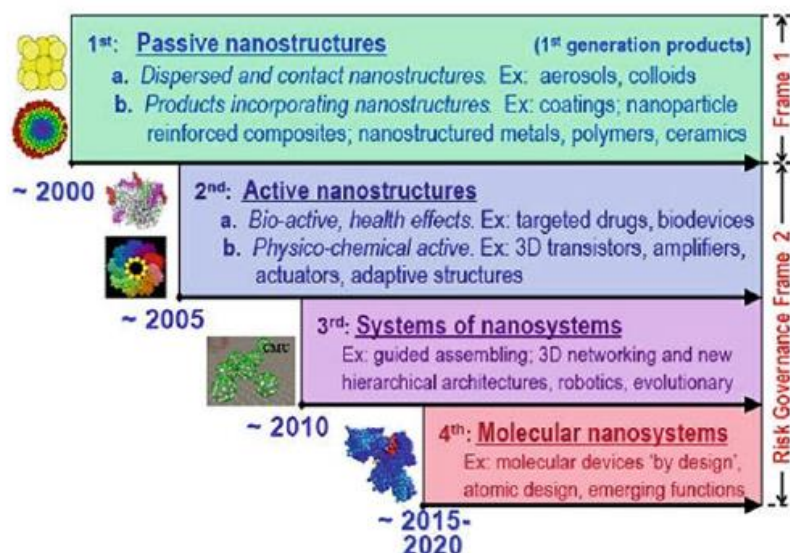 1st: Passive nanostructures (1st generation products)
a. Dispersed and contact nanostructures. Ex: aerosols, colloids
b. Products incorporating nanostructures. Ex: coatings; nanoparticle
reinforced composites; nanostructured metals, polymers, ceramics
~ 2000
2nd: Active nanostructures
a. Bio-active, health effects. Ex: targeted drugs, biodevices
b. Physico-chemical active. Ex: 3D transistors, amplifiers,
actuators, adaptive structures
~ 2005
CMU
3rd: Systems of nanosystems
Ex: guided assembling; 3D networking and new
hierarchical architectures, robotics, evolutionary
~ 2010
4th: Molecular nanosystems
Ex: molecular devices 'by design',
atomic design, emerging functions
~ 2015-
2020
Frame 1
Risk Governance Frame 2